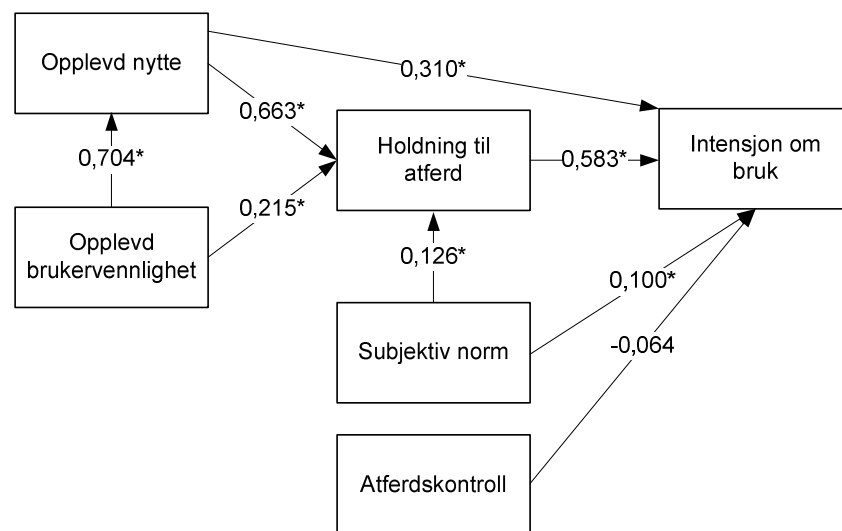 Opplevd nytte
0,310*
0,663*
Holdning til
atferd
0,583*
Intensjon om
bruk
0,704*
0,215*
Opplevd
brukervennlighet
0,126*
0,100*
Subjektiv norm
-0,064
Atferdskontroll